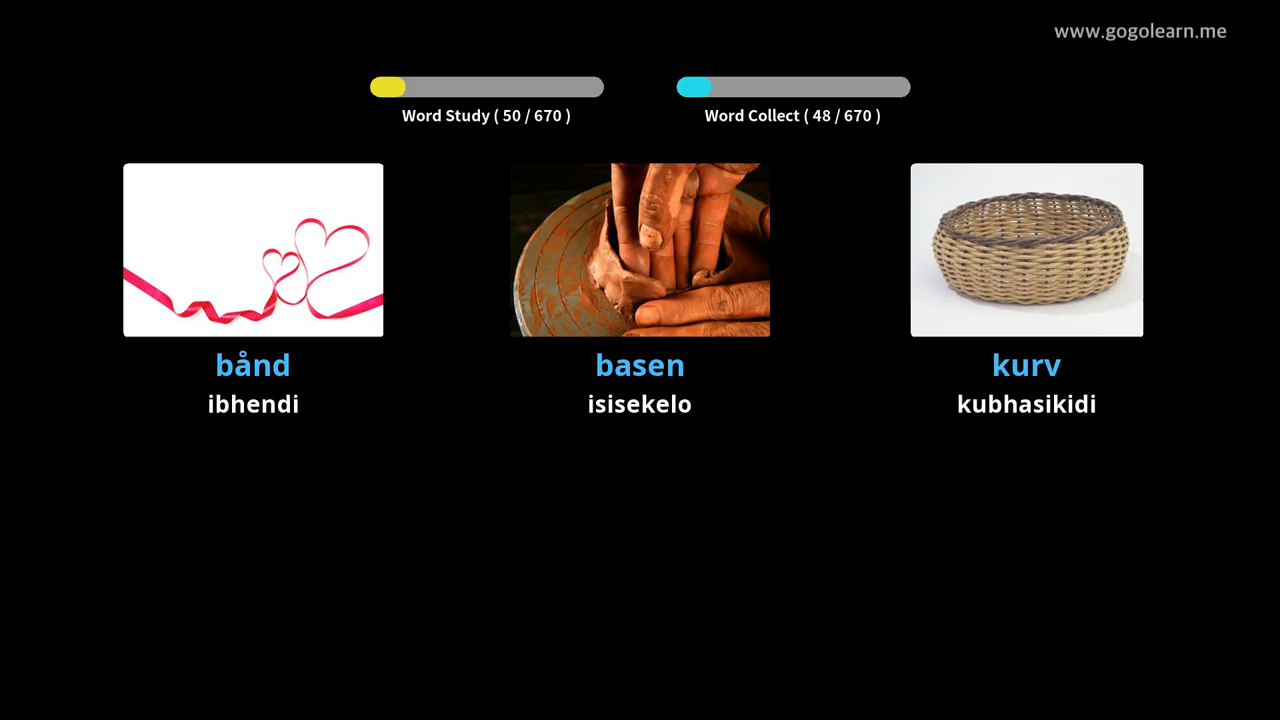 www.gogolearn.me
Word Study ( 50 / 670 )
Word Collect ( 48 / 670 )
bånd
basen
kurv
ibhendi
isisekelo
kubhasikidi